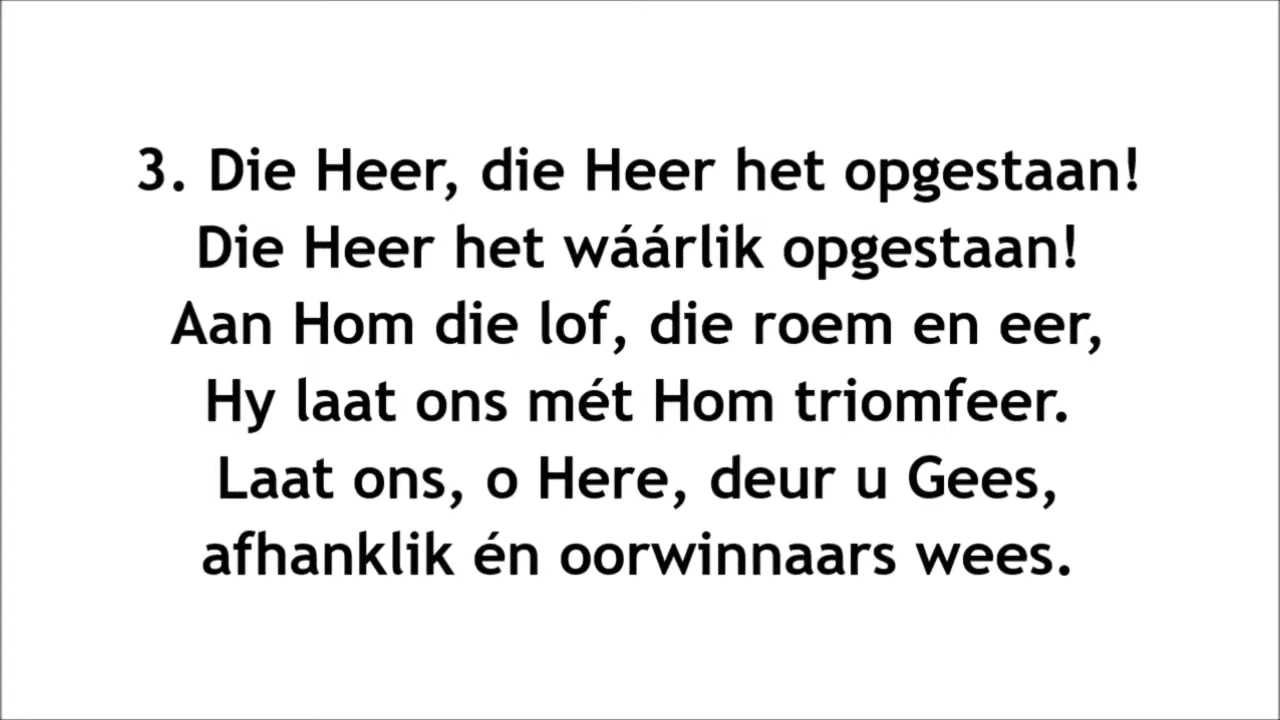 3. Die Heer, die Heer het opgestaan!
Die Heer het wáárlik opgestaan!
Aan Hom die lof, die roem en eer,
Hy laat ons mét Hom triomfeer.
Laat ons, o Here, deur u Gees,
afhanklik én oorwinnaars wees.